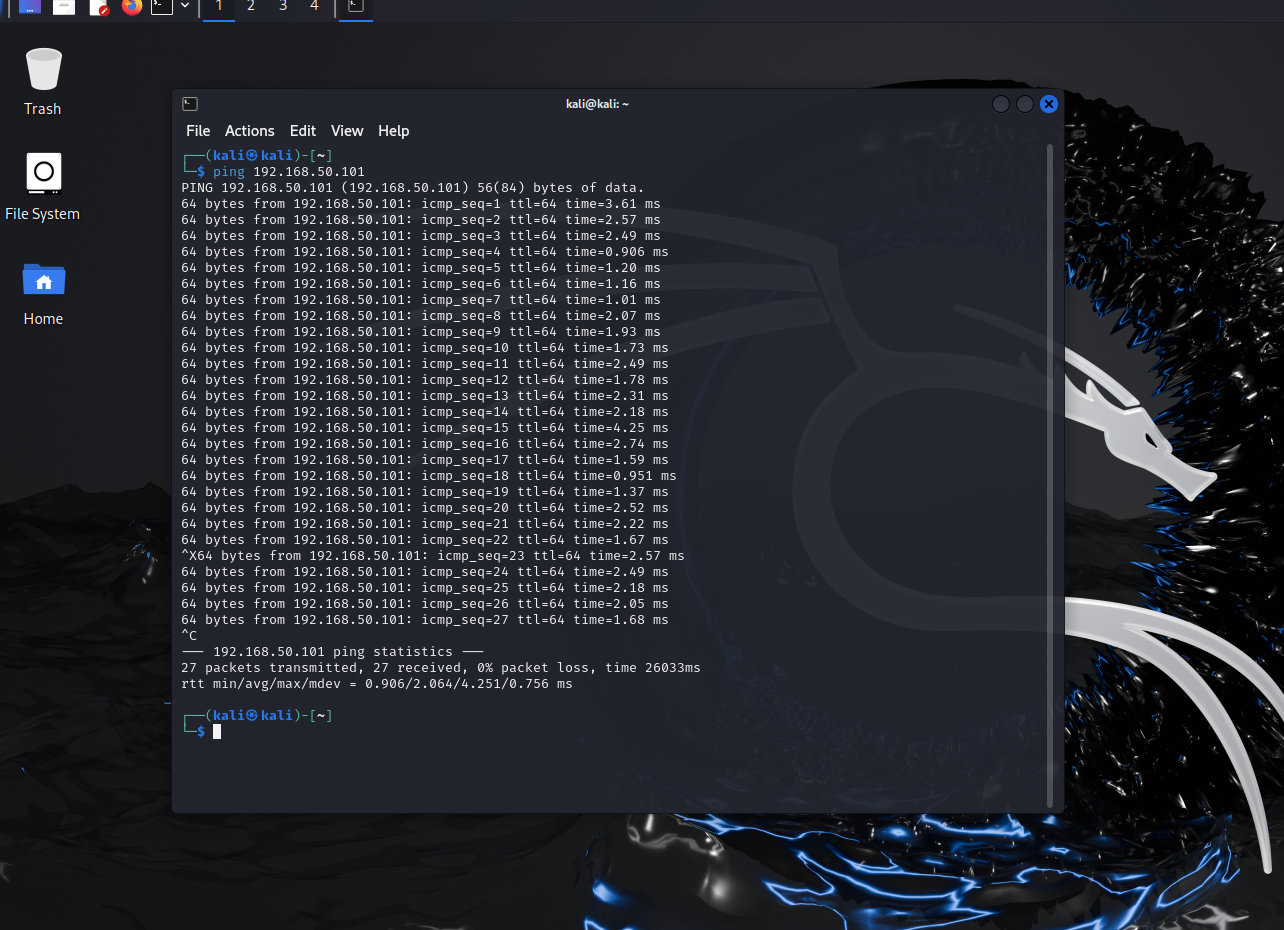 1 2 3 4
Trash
File System
Home
kali@kali: ~
File Actions Edit View Help
┌──(kali㉿kali)-[~]
└─$ ping 192.168.50.101
PING 192.168.50.101 (192.168.50.101) 56(84) bytes of data.
64 bytes from 192.168.50.101: icmp_seq=1 ttl=64 time=3.61 ms
64 bytes from 192.168.50.101: icmp_seq=2 ttl=64 time=2.57 ms
64 bytes from 192.168.50.101: icmp_seq=3 ttl=64 time=2.49 ms
64 bytes from 192.168.50.101: icmp_seq=4 ttl=64 time=0.906 ms
64 bytes from 192.168.50.101: icmp_seq=5 ttl=64 time=1.20 ms
64 bytes from 192.168.50.101: icmp_seq=6 ttl=64 time=1.16 ms
64 bytes from 192.168.50.101: icmp_seq=7 ttl=64 time=1.01 ms
64 bytes from 192.168.50.101: icmp_seq=8 ttl=64 time=2.07 ms
64 bytes from 192.168.50.101: icmp_seq=9 ttl=64 time=1.93 ms
64 bytes from 192.168.50.101: icmp_seq=10 ttl=64 time=1.73 ms
64 bytes from 192.168.50.101: icmp_seq=11 ttl=64 time=2.49 ms
64 bytes from 192.168.50.101: icmp_seq=12 ttl=64 time=1.78 ms
64 bytes from 192.168.50.101: icmp_seq=13 ttl=64 time=2.31 ms
64 bytes from 192.168.50.101: icmp_seq=14 ttl=64 time=2.18 ms
64 bytes from 192.168.50.101: icmp_seq=15 ttl=64 time=4.25 ms
64 bytes from 192.168.50.101: icmp_seq=16 ttl=64 time=2.74 ms
64 bytes from 192.168.50.101: icmp_seq=17 ttl=64 time=1.59 ms
64 bytes from 192.168.50.101: icmp_seq=18 ttl=64 time=0.951 ms
64 bytes from 192.168.50.101: icmp_seq=19 ttl=64 time=1.37 ms
64 bytes from 192.168.50.101: icmp_seq=20 ttl=64 time=2.52 ms
64 bytes from 192.168.50.101: icmp_seq=21 ttl=64 time=2.22 ms
64 bytes from 192.168.50.101: icmp_seq=22 ttl=64 time=1.67 ms
^X64 bytes from 192.168.50.101: icmp_seq=23 ttl=64 time=2.57 ms
64 bytes from 192.168.50.101: icmp_seq=24 ttl=64 time=2.49 ms
64 bytes from 192.168.50.101: icmp_seq=25 ttl=64 time=2.18 ms
64 bytes from 192.168.50.101: icmp_seq=26 ttl=64 time=2.05 ms
64 bytes from 192.168.50.101: icmp_seq=27 ttl=64 time=1.68 ms
^C
--- 192.168.50.101 ping statistics ---
27 packets transmitted, 27 received, 0% packet loss, time 26033ms
rtt min/avg/max/mdev = 0.906/2.064/4.251/0.756 ms
┌──(kali㉿kali)-[~]
└─$